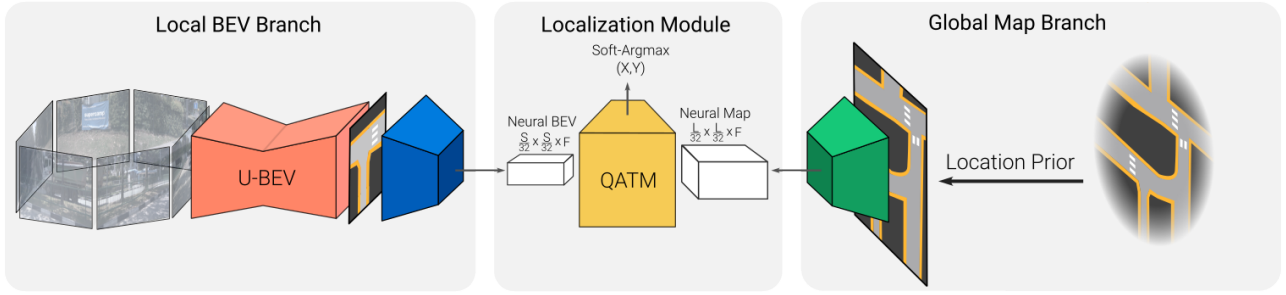 Local BEV Branch
U-BEV
Localization Module
Soft-Argmax
(X,Y)
Neural BEV
S/32 x S/32 x F
QATM
Neural Map
L/32 x L/32 x F
Global Map Branch
Location Prior